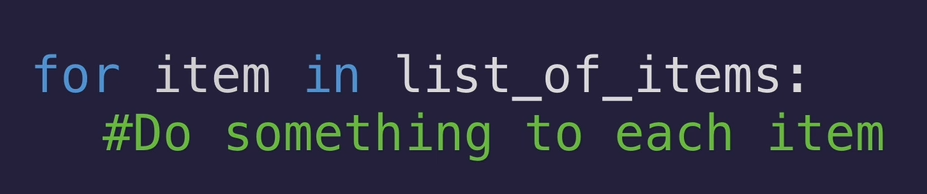 for item in list_of_items:
#Do something to each item